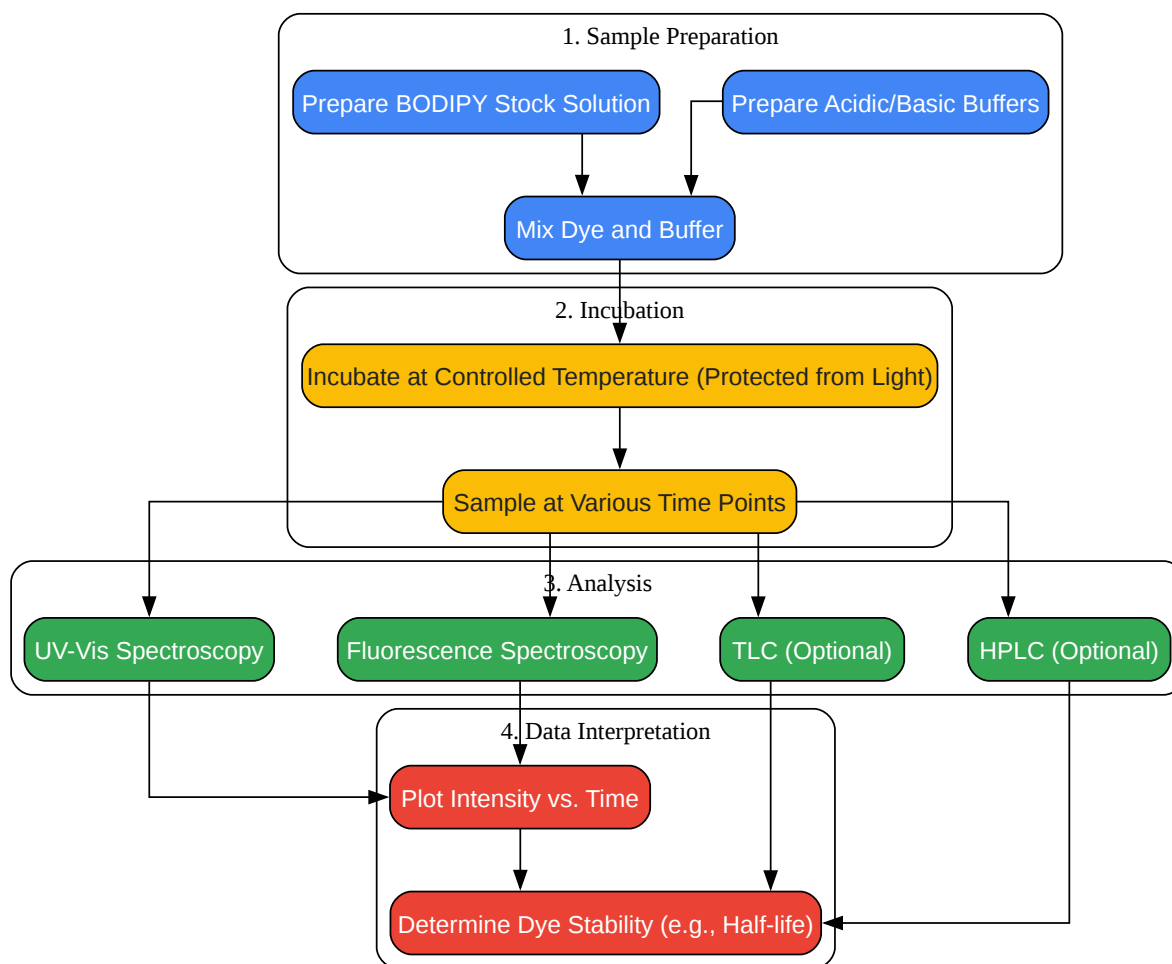 1. Sample Preparation
Prepare BODIPY Stock Solution
Prepare Acidic/Basic Buffers
Mix Dye and Buffer
2. Incubation
Incubate at Controlled Temperature (Protected from Light)
Sample at Various Time Points
3. Analysis
UV-Vis Spectroscopy
Fluorescence Spectroscopy
TLC (Optional)
HPLC (Optional)
4. Data Interpretation
Plot Intensity vs. Time
Determine Dye Stability (e.g., Half-life)